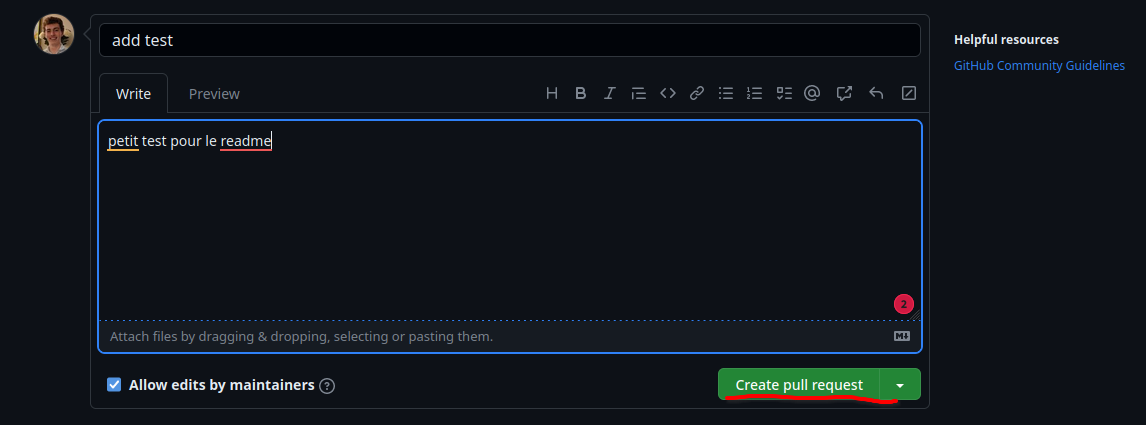 add test
Helpful resources
GitHub Community Guidelines
Write Preview
petit test pour le readme
2
Attach files by dragging & dropping, selecting or pasting them.
Allow edits by maintainers
Create pull request